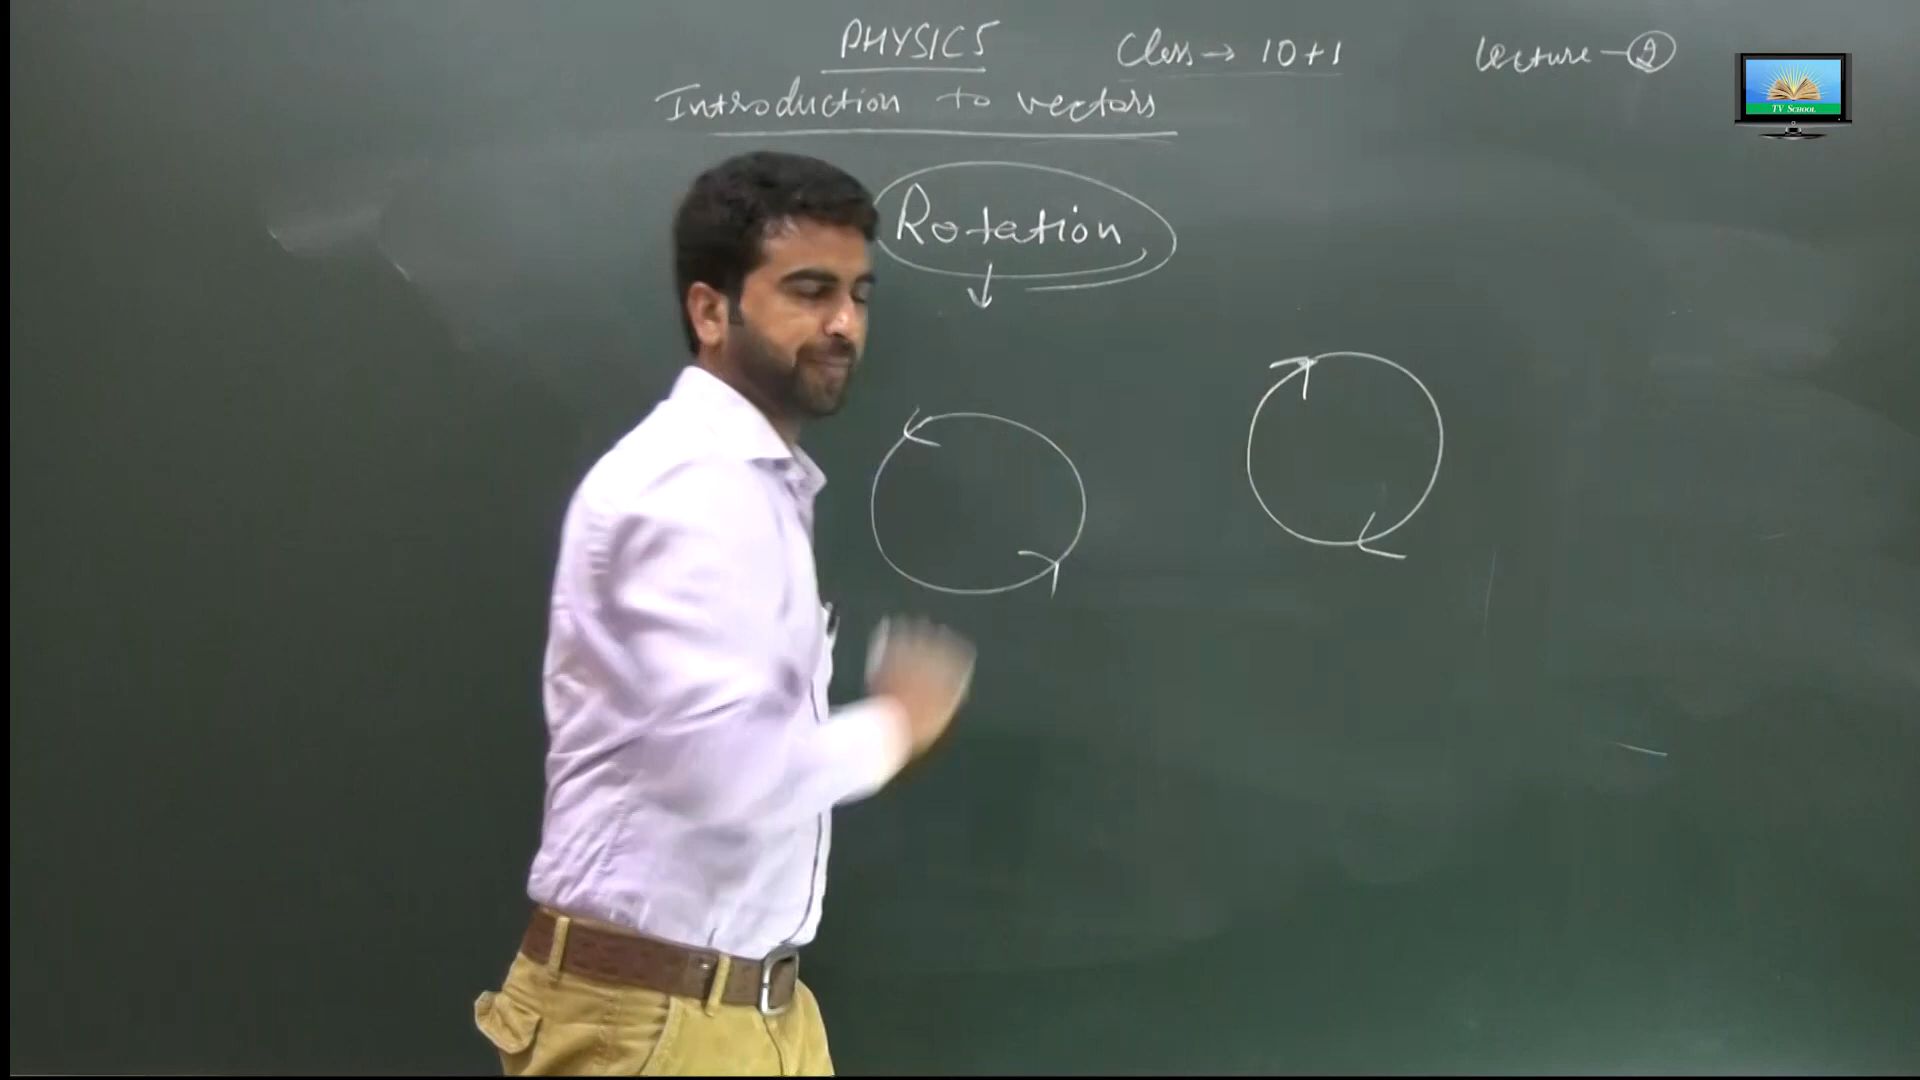 PHYSICS Class → 10+1 Lecture - 2
Introduction to vectors
Rotation
TV SCHOOL